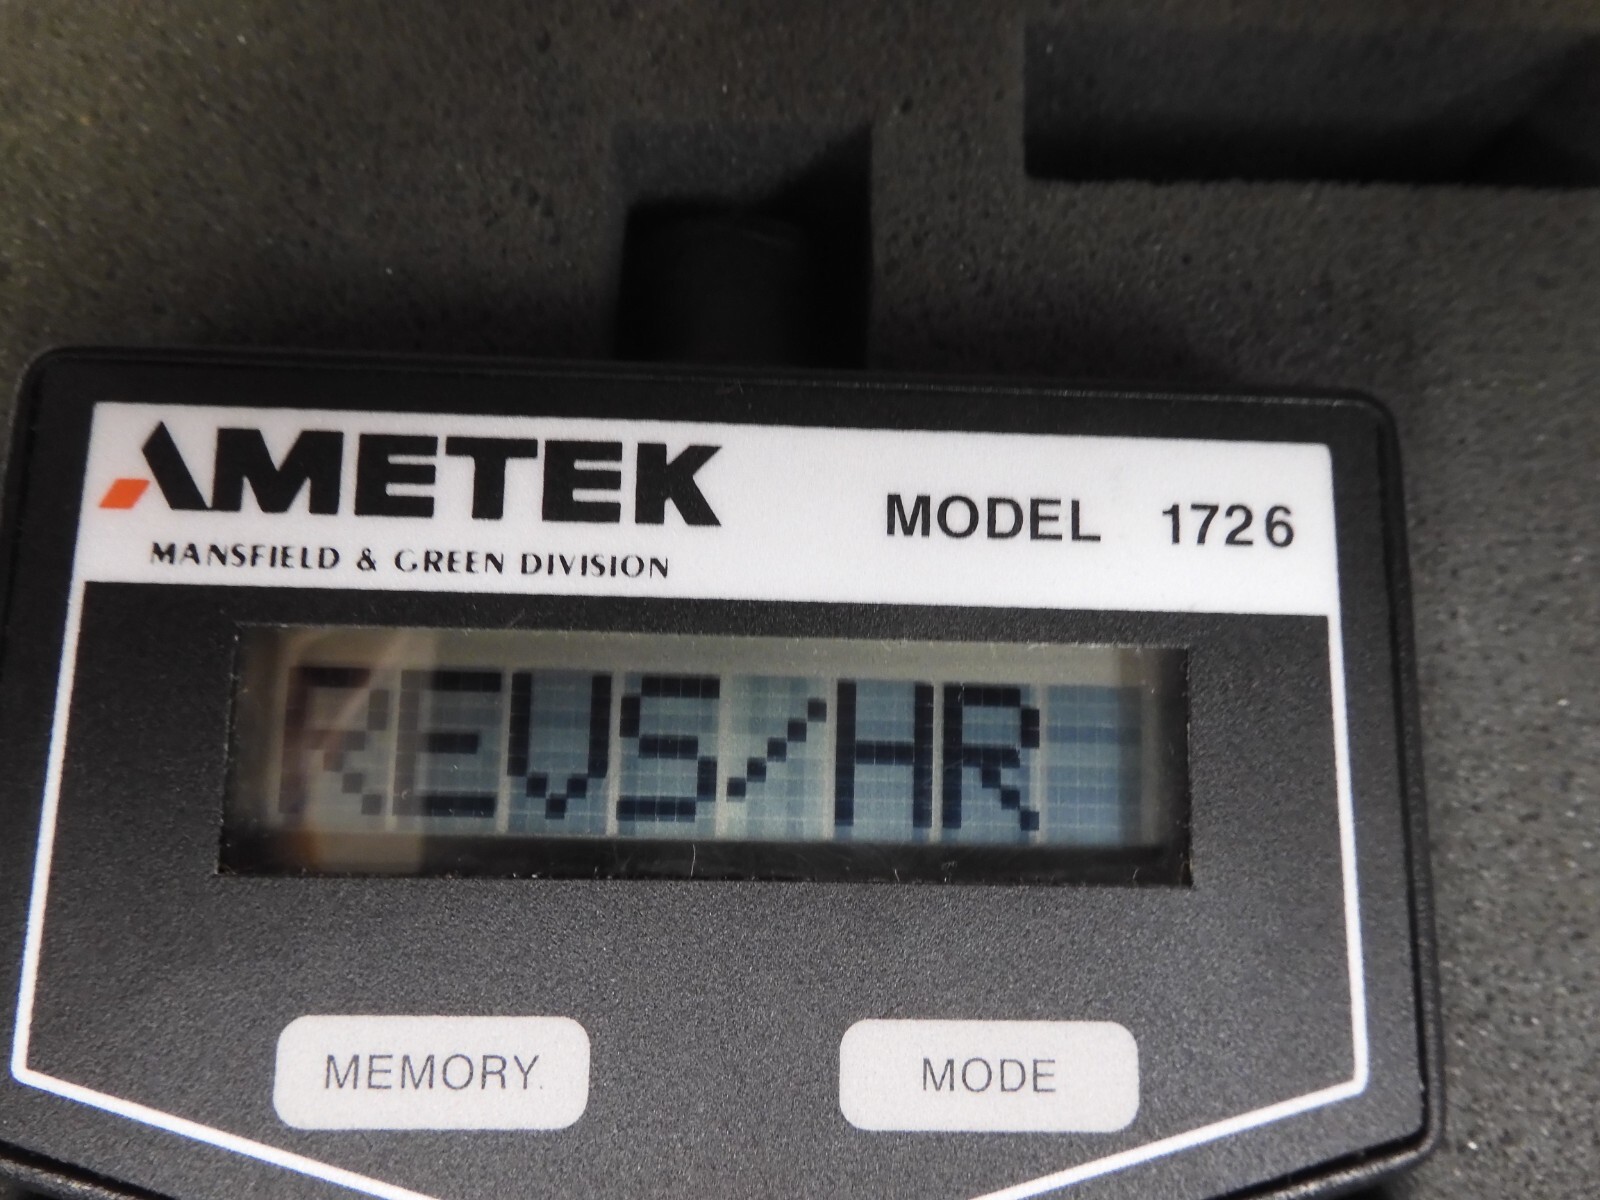 AMETEK
MANSFIELD & GREEN DIVISION
MODEL 1726
REVS/HR
MEMORY
MODE